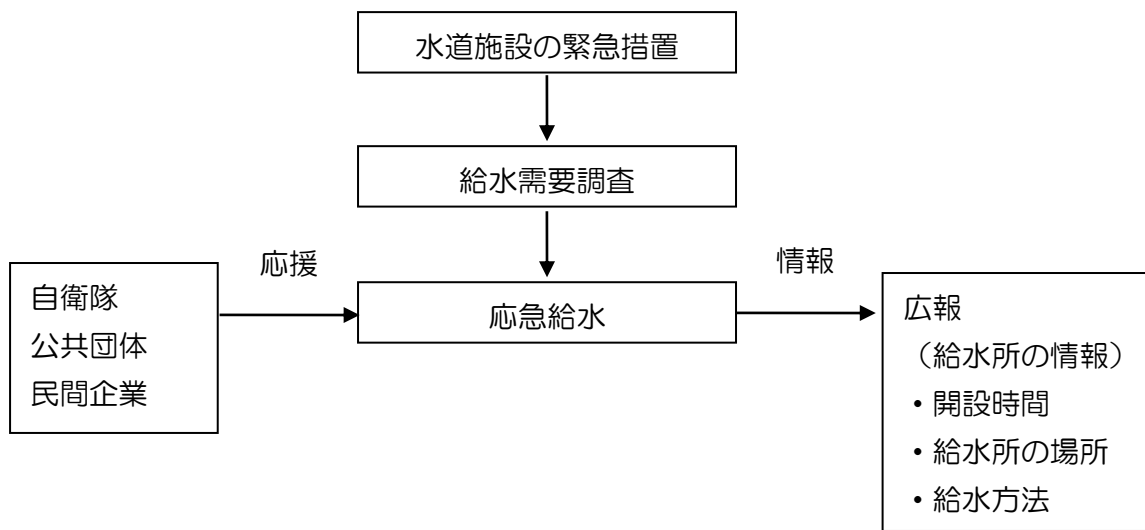 水道施設の緊急措置
給水需要調査
応援
情報
自衛隊
公共団体
民間企業
応急給水
広報
（給水所の情報）
・開設時間
・給水所の場所
・給水方法